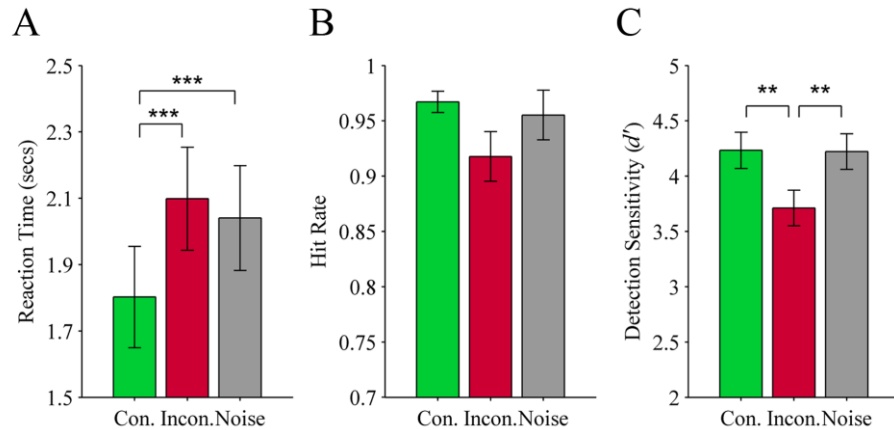 A
B
C
Reaction Time (secs)
2.5
2.3
2.1
1.9
1.7
1.5
***
***
Con. Incon. Noise
Hit Rate
1
0.95
0.9
0.85
0.8
0.75
0.7
Con. Incon. Noise
Detection Sensitivity (d')
5
4.5
4
3.5
3
2.5
2
** **
Con. Incon. Noise